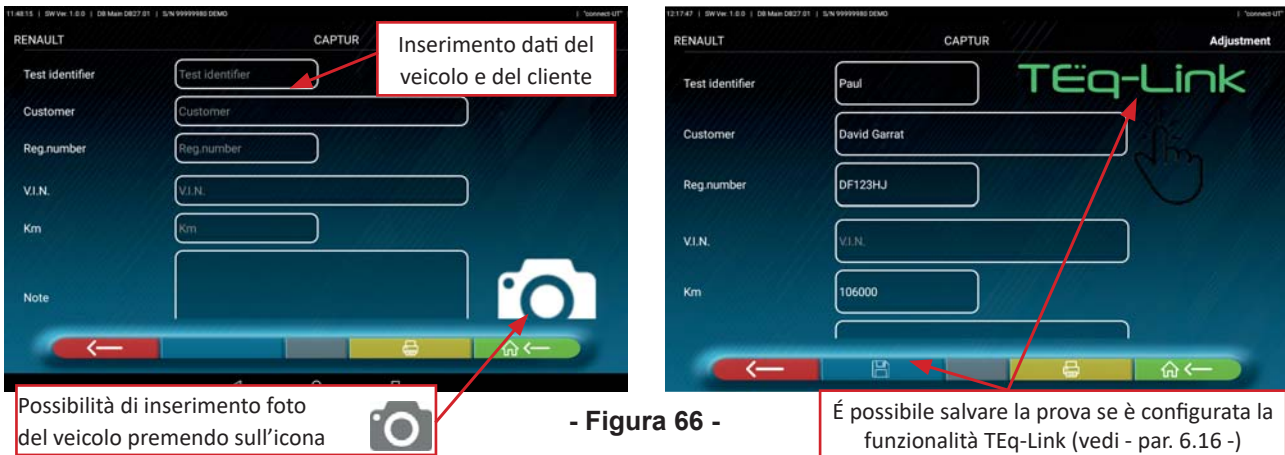 11:48:15 | SW Ver. 1.0.0 | DB Main DB27.01 | S/N 99999980 DEMO | "connect-UT"
RENAULT CAPTUR
Inserimento dati del
veicolo e del cliente
Test identifier Test identifier
Customer Customer
Reg.number Reg.number
V.I.N. V.I.N.
Km Km
Note
Possibilità di inserimento foto
del veicolo premendo sull’icona
12:17:47 | SW Ver. 1.0.0 | DB Main DB27.01 | S/N 99999980 DEMO | "connect-UT"
RENAULT CAPTUR Adjustment
TEq-Link
Test identifier Paul
Customer David Garrat
Reg.number DF123HJ
V.I.N. V.I.N.
Km 106000
É possibile salvare la prova se è configurata la
funzionalità TEq-Link (vedi - par. 6.16 -)
- Figura 66 -